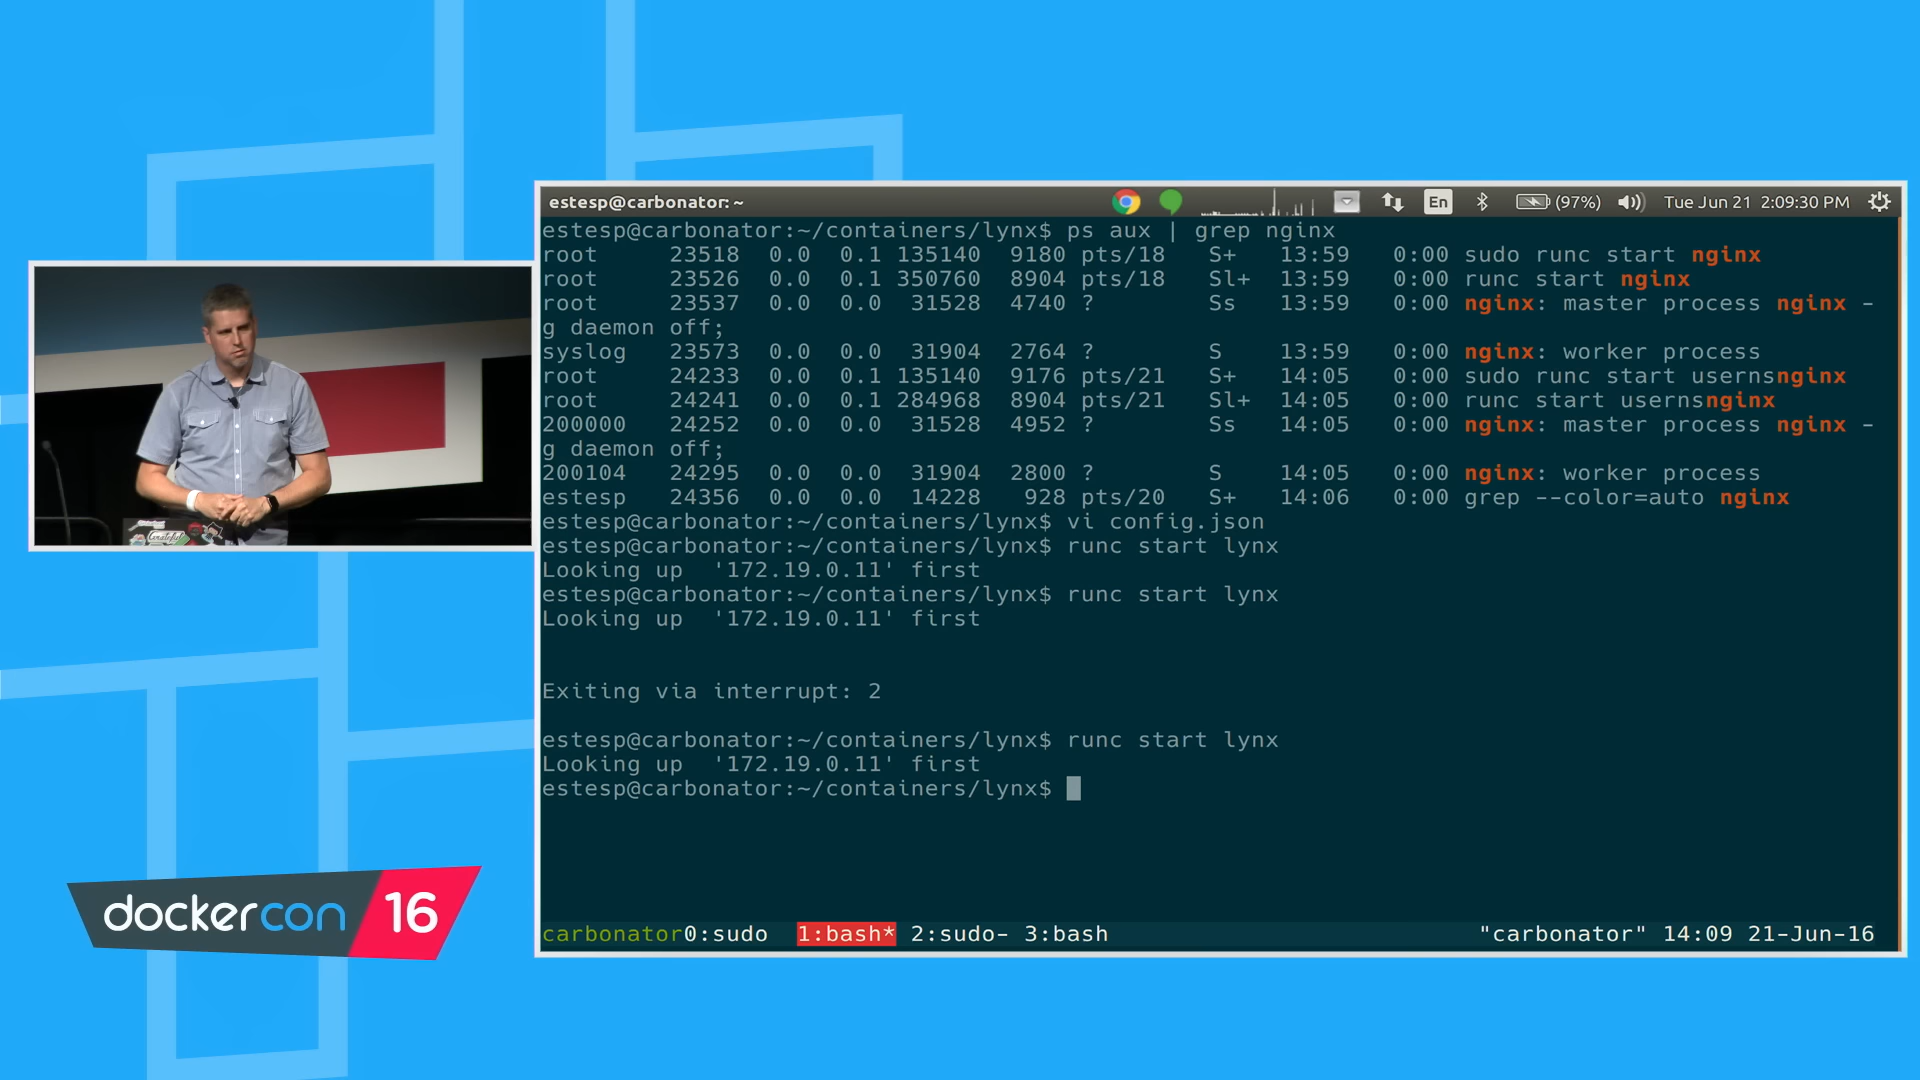 estesp@carbonator: ~
En
(97%)
Tue Jun 21 2:09:30 PM
estesp@carbonator:~/containers/lynx$ ps aux | grep nginx
root 23518 0.0 0.1 135140 9180 pts/18 S+ 13:59 0:00 sudo runc start nginx
root 23526 0.0 0.1 350760 8904 pts/18 Sl+ 13:59 0:00 runc start nginx
root 23537 0.0 0.0 31528 4740 ? Ss 13:59 0:00 nginx: master process nginx -
g daemon off;
syslog 23573 0.0 0.0 31904 2764 ? S 13:59 0:00 nginx: worker process
root 24233 0.0 0.1 135140 9176 pts/21 S+ 14:05 0:00 sudo runc start usernsnginx
root 24241 0.0 0.1 284968 8904 pts/21 Sl+ 14:05 0:00 runc start usernsnginx
200000 24252 0.0 0.0 31528 4952 ? Ss 14:05 0:00 nginx: master process nginx -
g daemon off;
200104 24295 0.0 0.0 31904 2800 ? S 14:05 0:00 nginx: worker process
estesp 24356 0.0 0.0 14228 928 pts/20 S+ 14:06 0:00 grep --color=auto nginx
estesp@carbonator:~/containers/lynx$ vi config.json
estesp@carbonator:~/containers/lynx$ runc start lynx
Looking up '172.19.0.11' first
estesp@carbonator:~/containers/lynx$ runc start lynx
Looking up '172.19.0.11' first
Exiting via interrupt: 2
estesp@carbonator:~/containers/lynx$ runc start lynx
Looking up '172.19.0.11' first
estesp@carbonator:~/containers/lynx$
carbonator0:sudo 1:bash* 2:sudo- 3:bash "carbonator" 14:09 21-Jun-16
dockercon 16